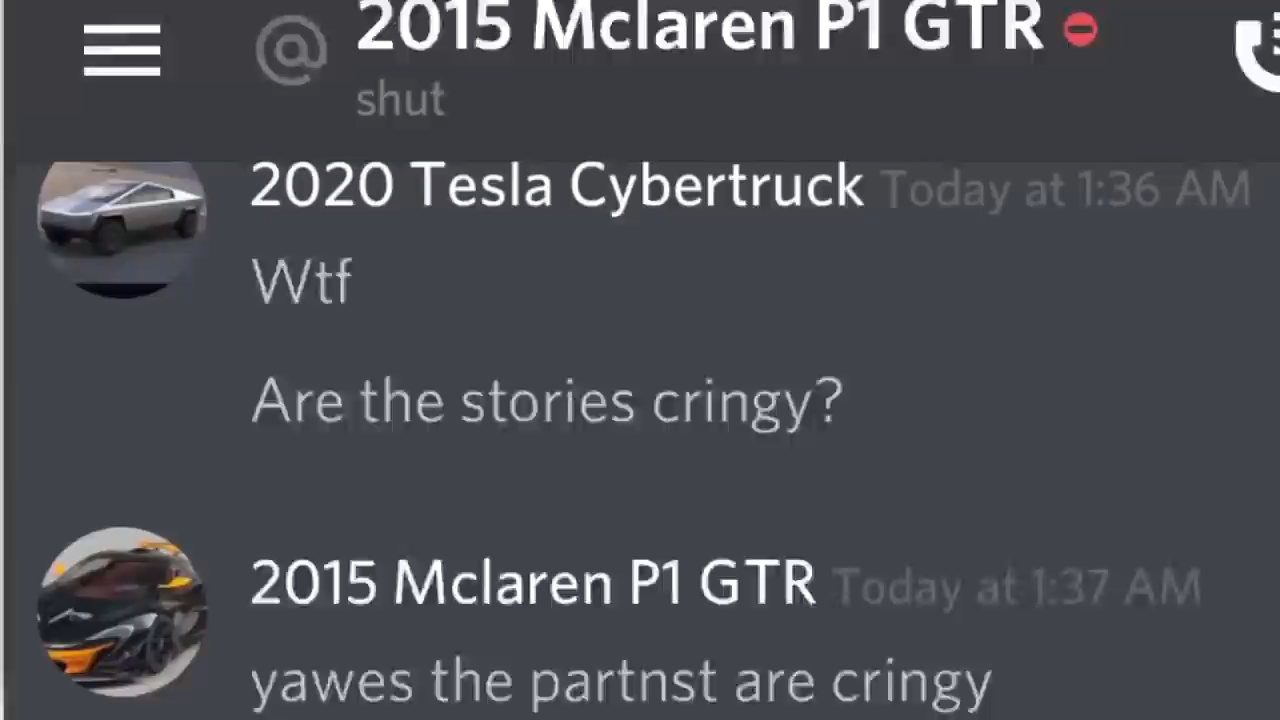 @ 2015 Mclaren P1 GTR
shut
2020 Tesla Cybertruck Today at 1:36 AM
Wtf
Are the stories cringy?
2015 Mclaren P1 GTR Today at 1:37 AM
yawes the partnst are cringy